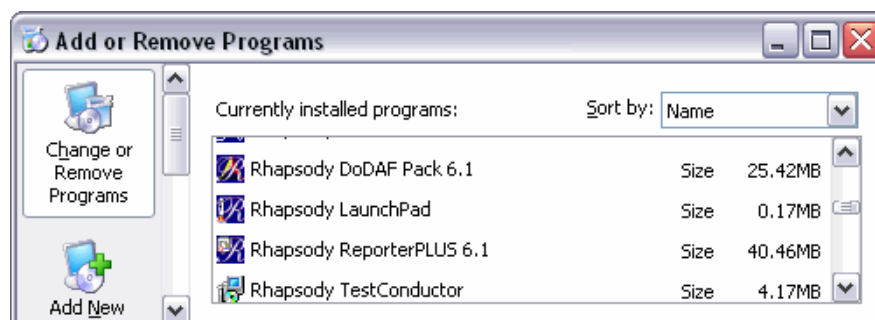 Add or Remove Programs
Change or
Remove
Programs
Add New
Currently installed programs:
Sort by: Name
Rhapsody DoDAF Pack 6.1 Size 25.42MB
Rhapsody LaunchPad Size 0.17MB
Rhapsody ReporterPLUS 6.1 Size 40.46MB
Rhapsody TestConductor Size 4.17MB